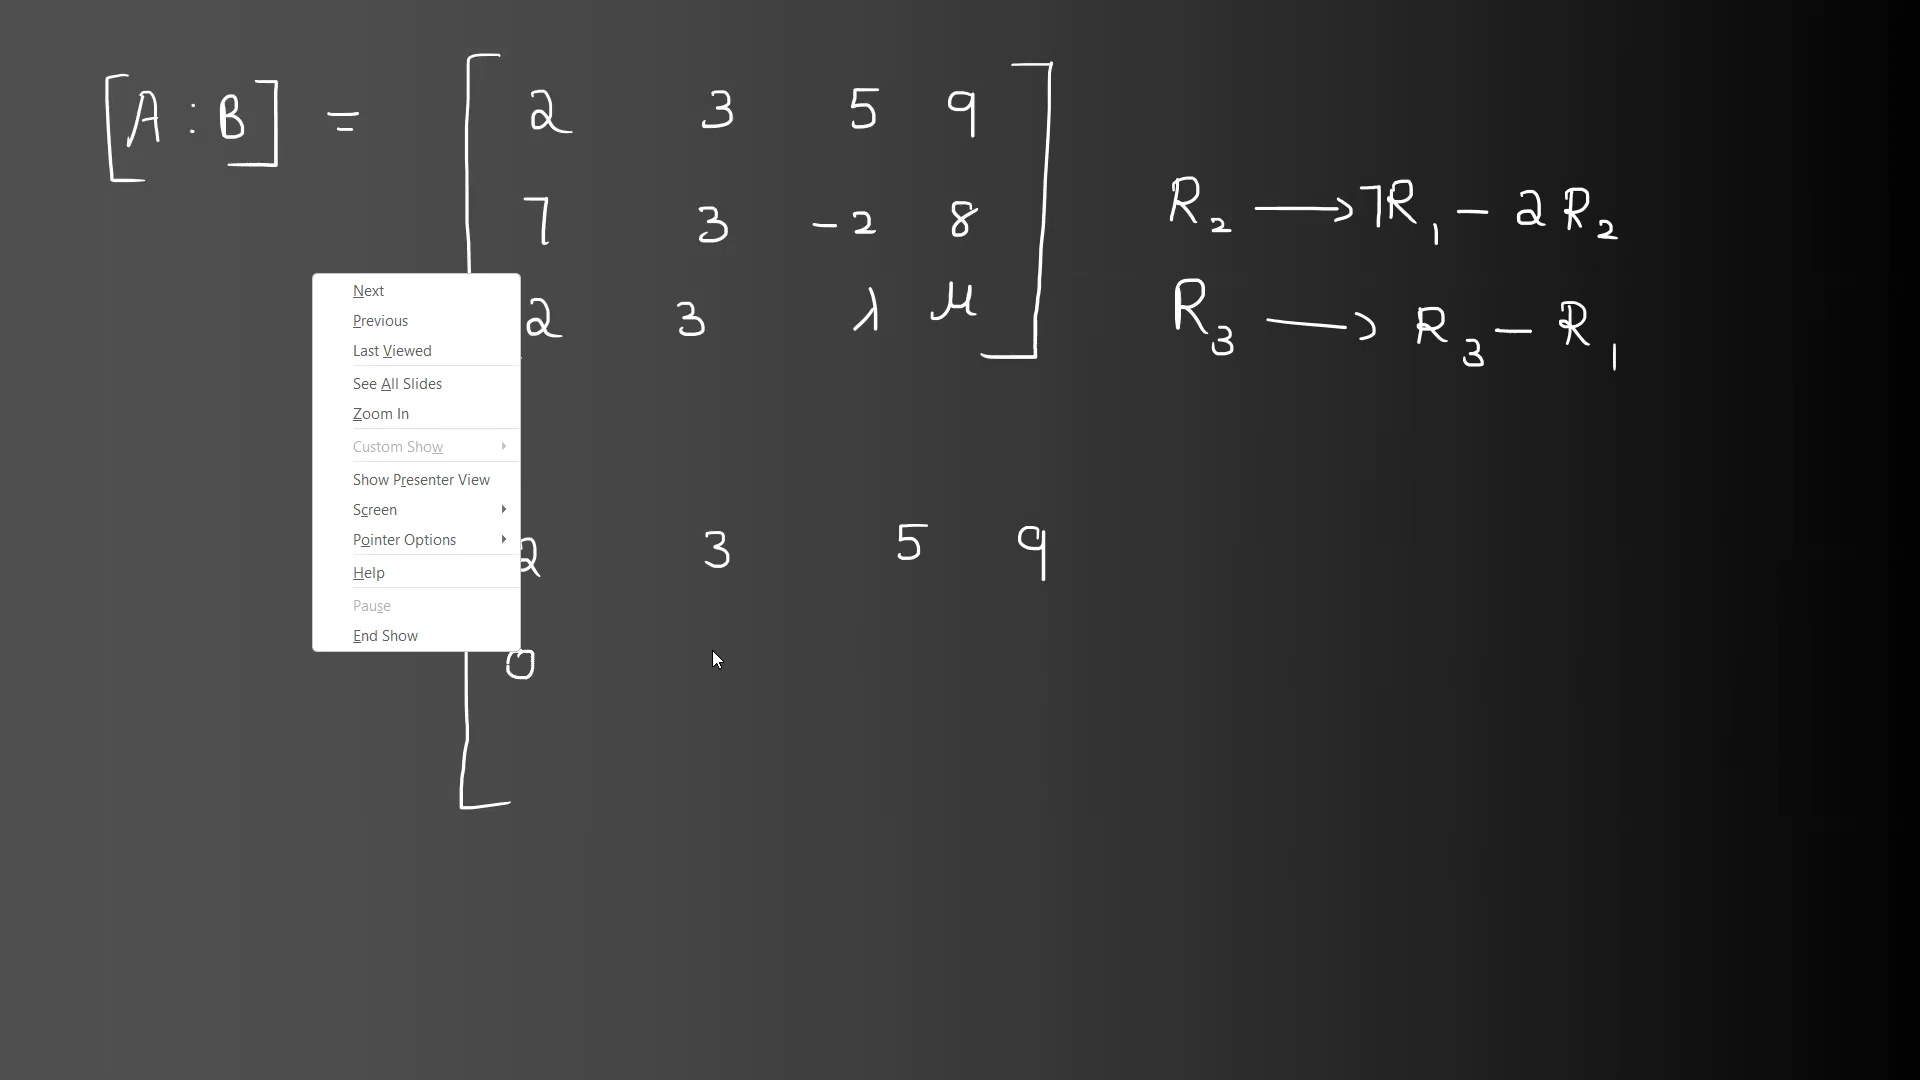 [A : B] = [ 2 3 5 9
7 3 -2 8
2 3 λ μ ]
R₂ ⟶ 7R₁ - 2R₂
R₃ ⟶ R₃ - R₁
Next
Previous
Last Viewed
See All Slides
Zoom In
Custom Show
Show Presenter View
Screen
Pointer Options
Help
Pause
End Show
2 3 5 9
0